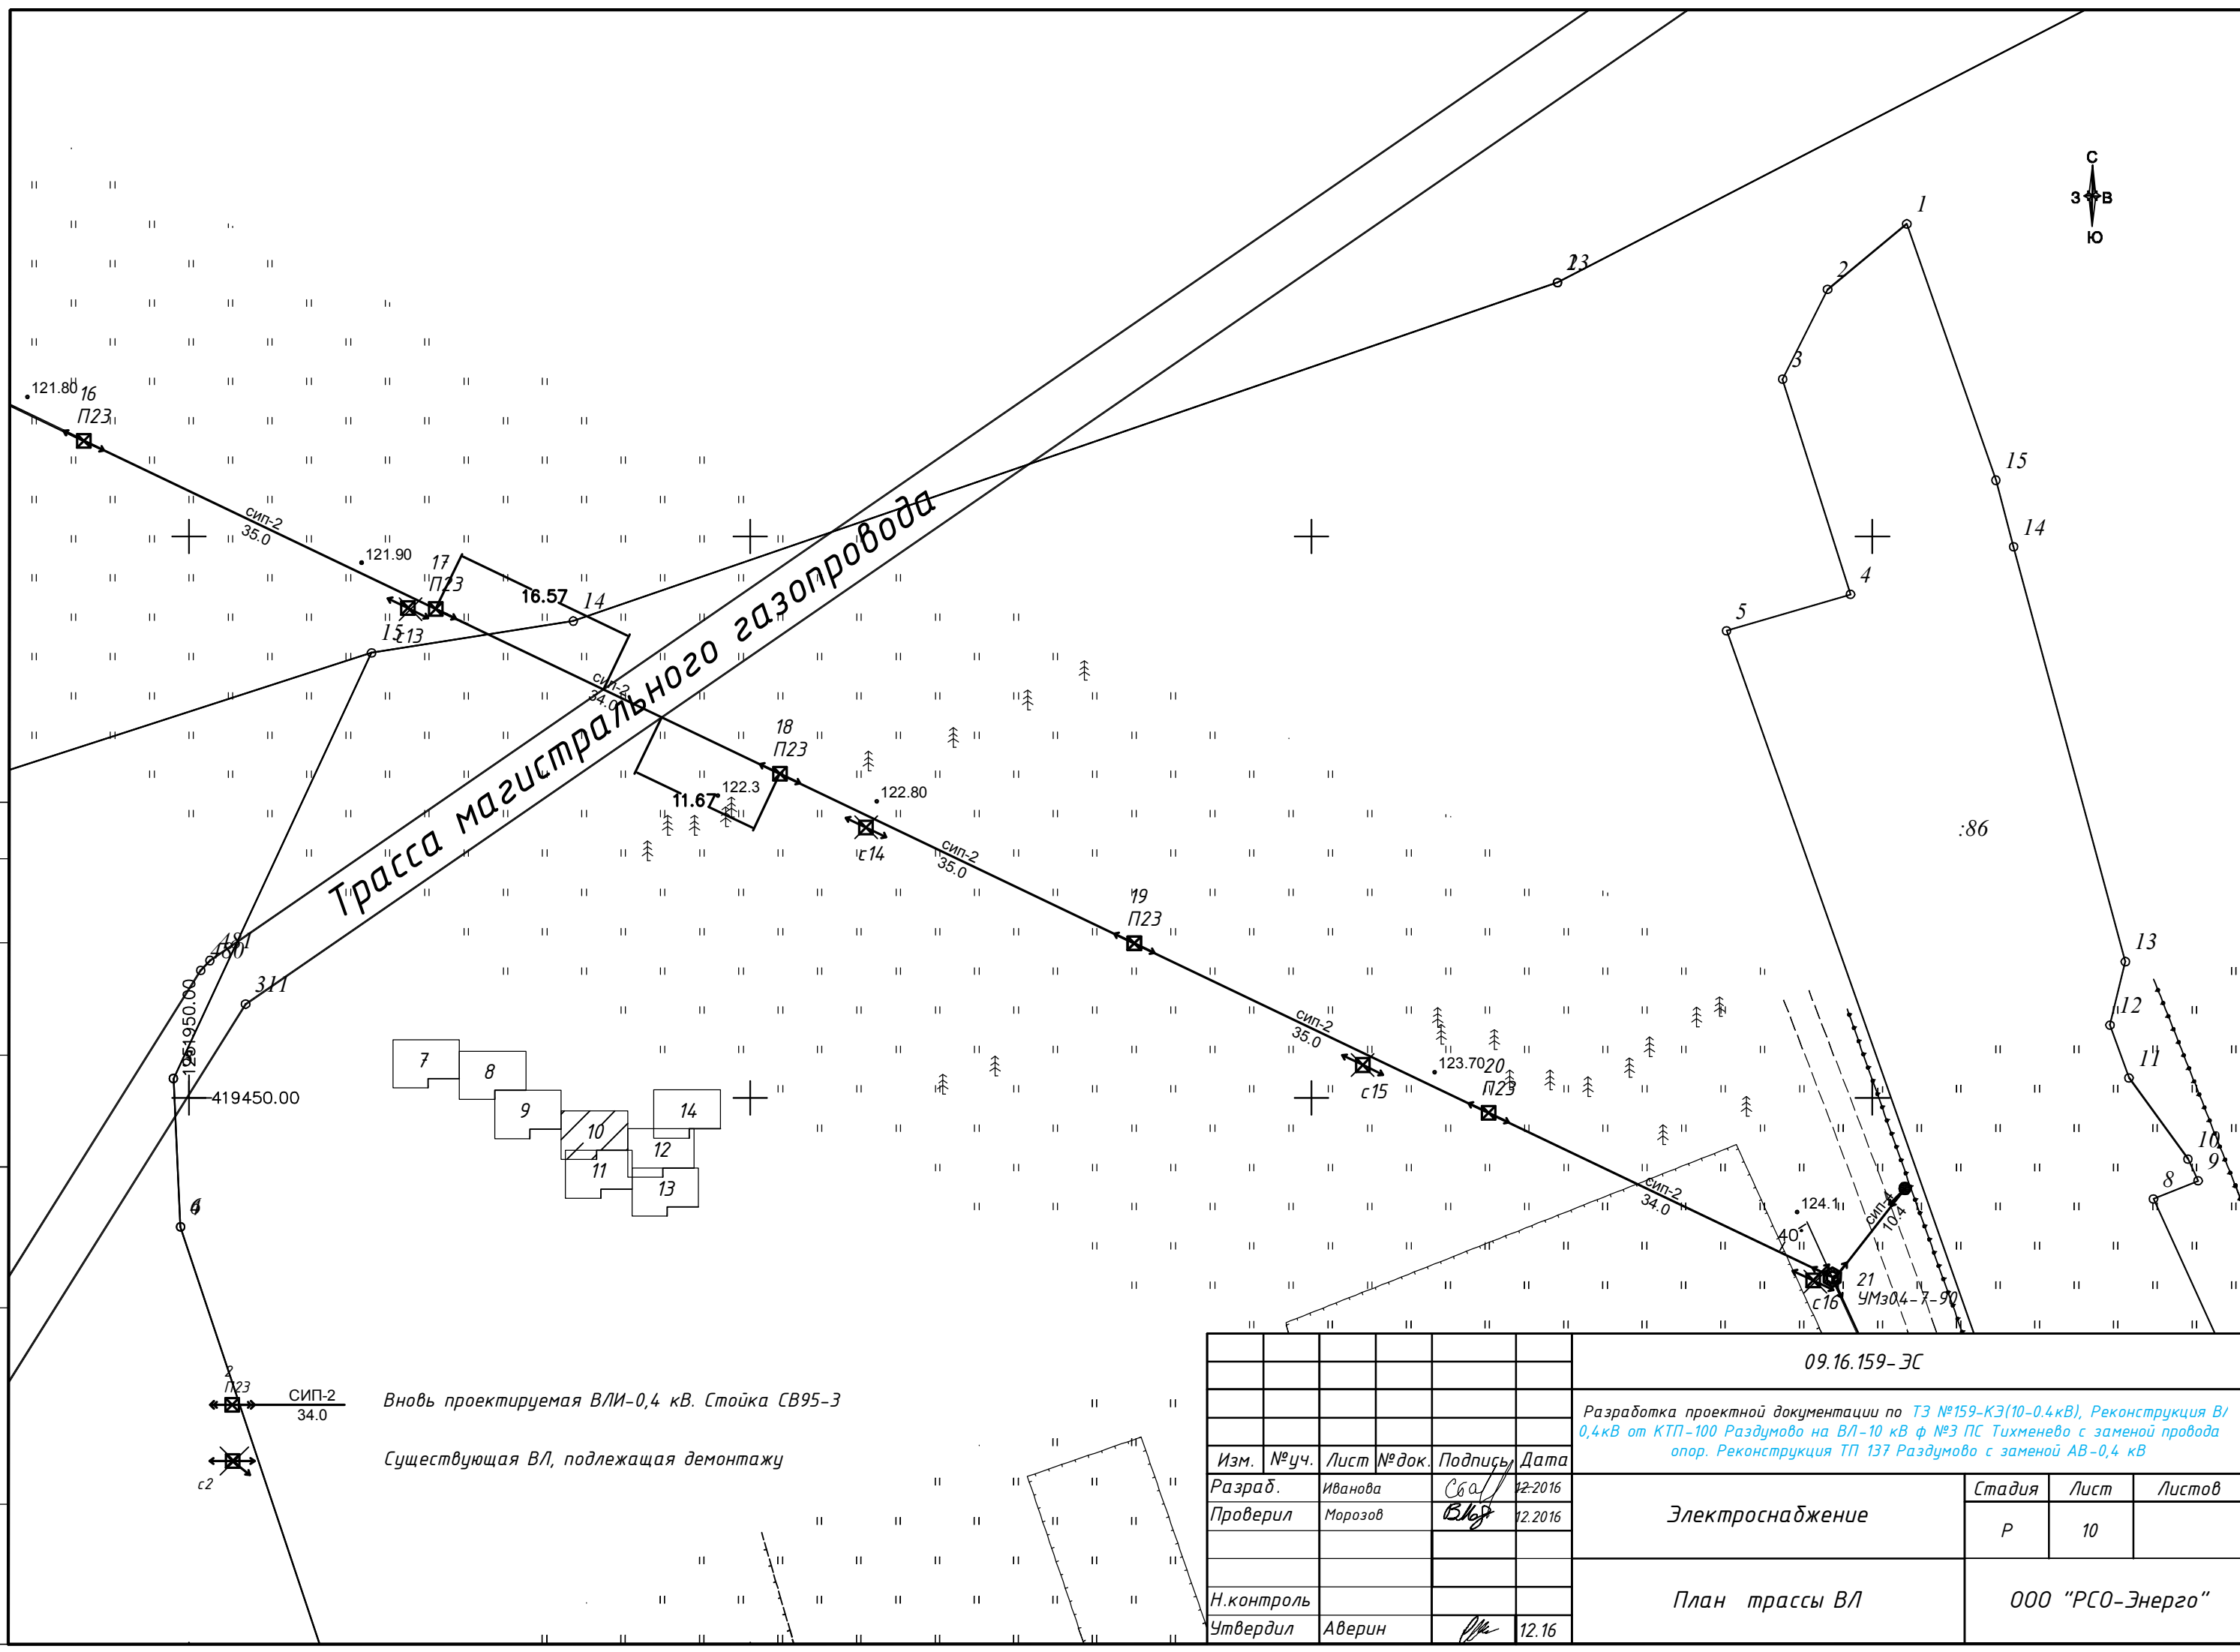 С
З В
Ю
1
2
3
15
14
4
5
:86
13
12
11
10
9
8
121.80
16
П23
сип-2
35.0
121.90
17
П23
с13
15
16.57
14
сип-2
34.0
Трасса магистрального газопровода
18
П23
11.67
122.3
122.80
с14
сип-2
35.0
19
П23
сип-2
35.0
с15
123.70
20
П23
сип-2
34.0
124.1
40°
сип-4
10.4
21
УМз04-7-90
с16
481
480
311
1251950.00
419450.00
7
8
9
10
11
12
13
14
2
П23
СИП-2
34.0
Вновь проектируемая ВЛИ-0,4 кВ. Стойка СВ95-3
с2
Существующая ВЛ, подлежащая демонтажу
09.16.159-ЭС
Разработка проектной документации по ТЗ №159-КЭ(10-0.4кВ), Реконструкция
0,4кВ от КТП-100 Раздумово на ВЛ-10 кВ ф №3 ПС Тихменево с заменой провода
опор. Реконструкция ТП 137 Раздумово с заменой АВ-0,4 кВ
Изм. №уч. Лист №док. Подпись Дата
Разраб. Иванова 12.2016
Проверил Морозов 12.2016
Н.контроль
Утвердил Аверин 12.16
Электроснабжение
Стадия Лист Листов
Р 10
План трассы ВЛ
ООО "РСО-Энерго"